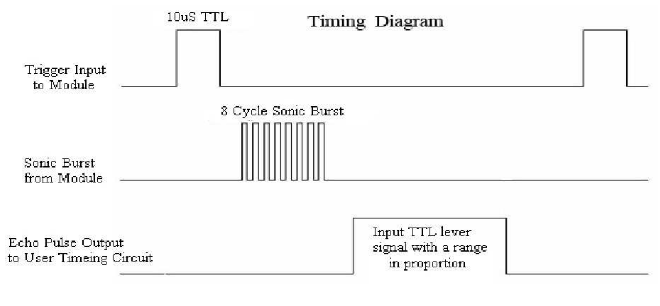 10uS TTL
Timing Diagram
Trigger Input
to Module
8 Cycle Sonic Burst
Sonic Burst
from Module
Echo Pulse Output
to User Timeing Circuit
Input TTL lever
signal with a range
in proportion